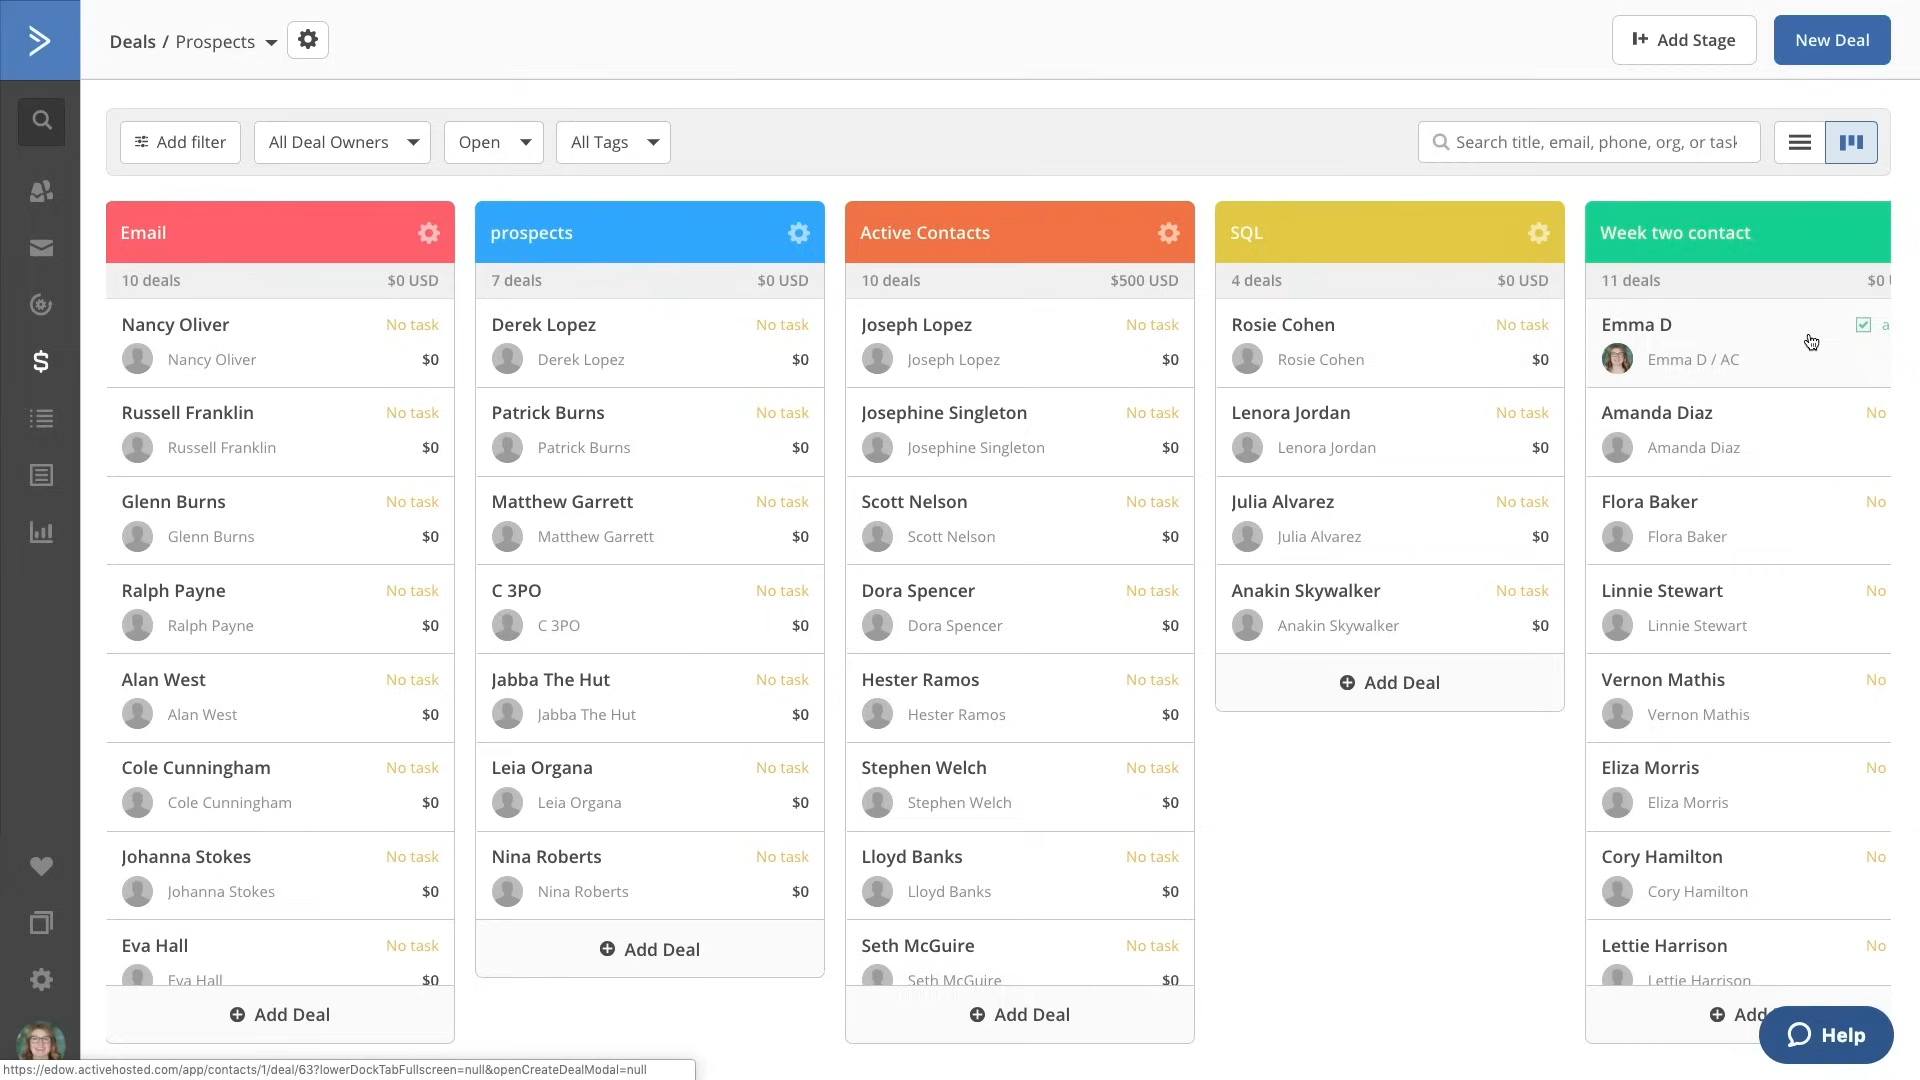 Deals / Prospects
Add Stage
New Deal
Add filter
All Deal Owners
Open
All Tags
Search title, email, phone, org, or task
Email
10 deals $0 USD
Nancy Oliver No task
Nancy Oliver $0
Russell Franklin No task
Russell Franklin $0
Glenn Burns No task
Glenn Burns $0
Ralph Payne No task
Ralph Payne $0
Alan West No task
Alan West $0
Cole Cunningham No task
Cole Cunningham $0
Johanna Stokes No task
Johanna Stokes $0
Eva Hall No task
Eva Hall $0
Add Deal
prospects
7 deals $0 USD
Derek Lopez No task
Derek Lopez $0
Patrick Burns No task
Patrick Burns $0
Matthew Garrett No task
Matthew Garrett $0
C 3PO No task
C 3PO $0
Jabba The Hut No task
Jabba The Hut $0
Leia Organa No task
Leia Organa $0
Nina Roberts No task
Nina Roberts $0
Add Deal
Active Contacts
10 deals $500 USD
Joseph Lopez No task
Joseph Lopez $0
Josephine Singleton No task
Josephine Singleton $0
Scott Nelson No task
Scott Nelson $0
Dora Spencer No task
Dora Spencer $0
Hester Ramos No task
Hester Ramos $0
Stephen Welch No task
Stephen Welch $0
Lloyd Banks No task
Lloyd Banks $0
Seth McGuire No task
Seth McGuire $0
Add Deal
SQL
4 deals $0 USD
Rosie Cohen No task
Rosie Cohen $0
Lenora Jordan No task
Lenora Jordan $0
Julia Alvarez No task
Julia Alvarez $0
Anakin Skywalker No task
Anakin Skywalker $0
Add Deal
Week two contact
11 deals $0
Emma D a
Emma D / AC
Amanda Diaz No
Amanda Diaz
Flora Baker No
Flora Baker
Linnie Stewart No
Linnie Stewart
Vernon Mathis No
Vernon Mathis
Eliza Morris No
Eliza Morris
Cory Hamilton No
Cory Hamilton
Lettie Harrison No
Lettie Harrison
Add
Help
https://edow.activehosted.com/app/contacts/1/deal/63?lowerDockTabFullscreen=null&openCreateDealModal=null